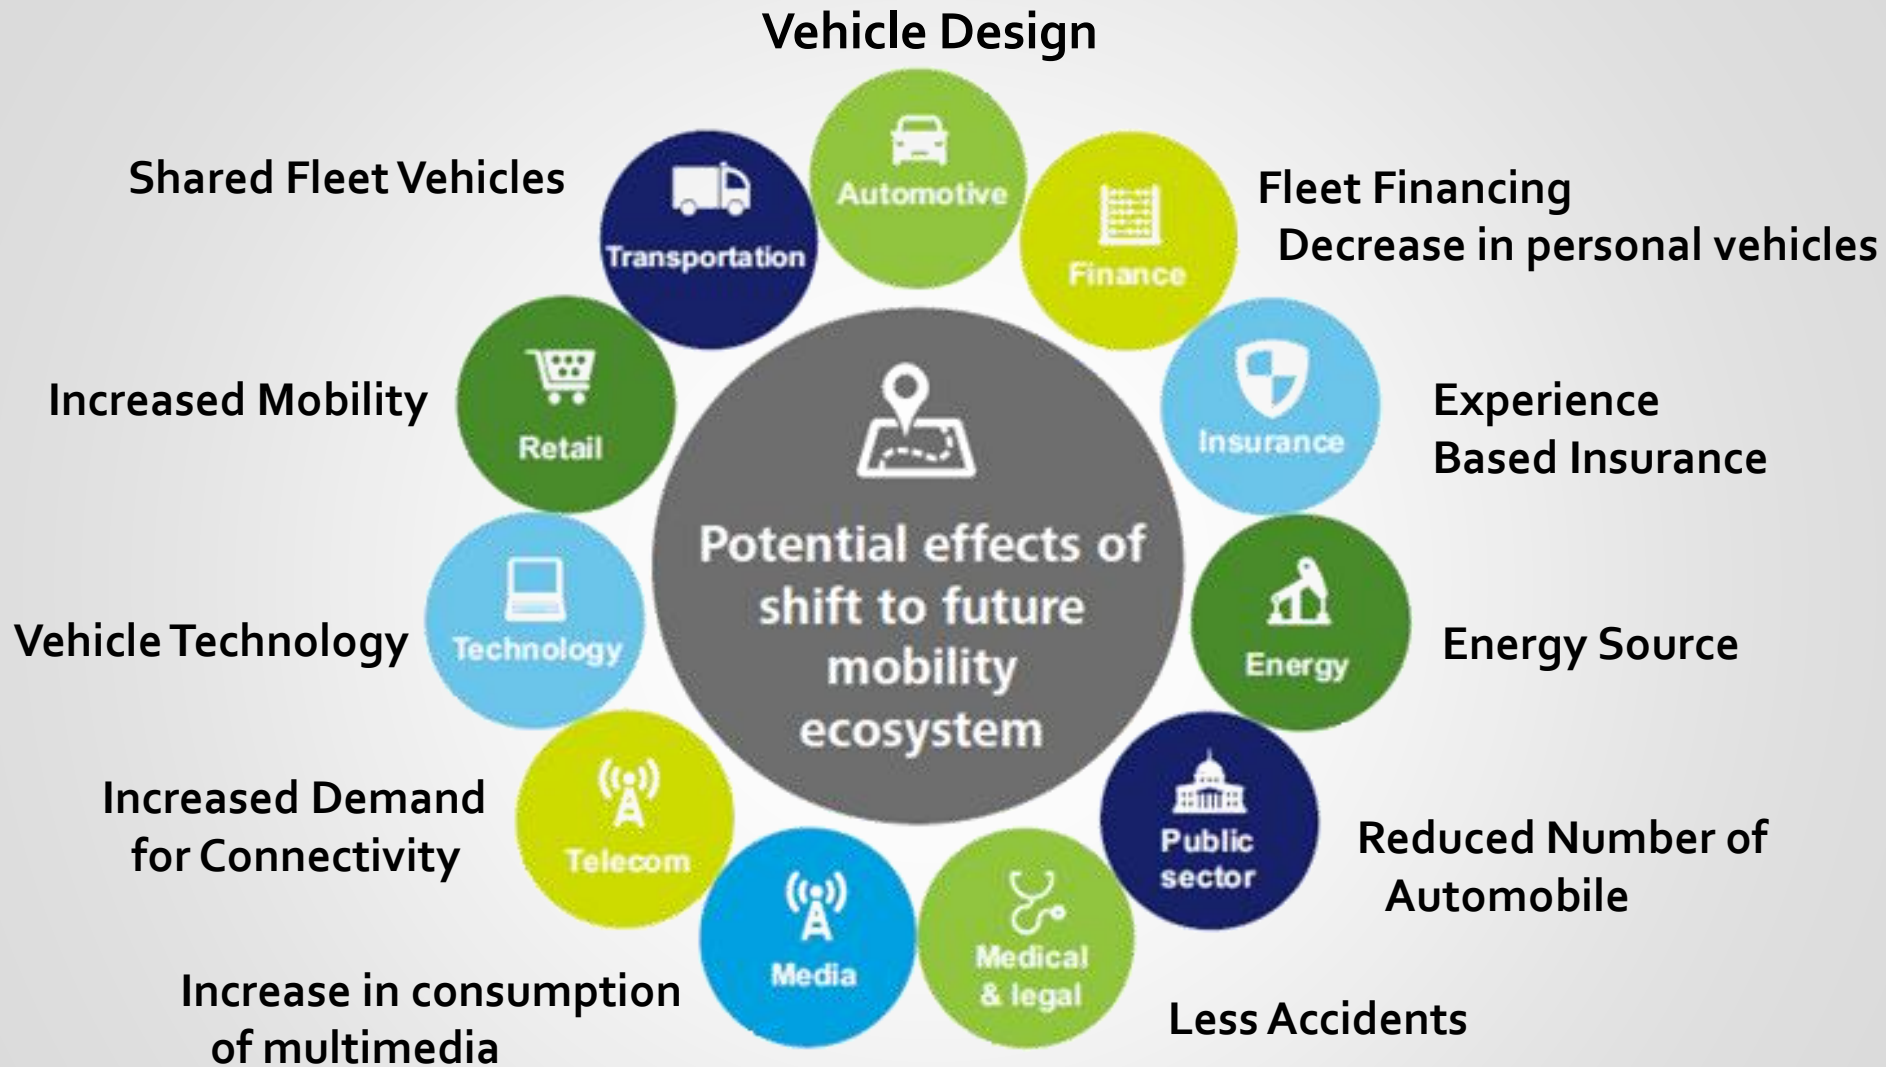 Vehicle Design
Automotive
Shared Fleet Vehicles
Transportation
Finance
Fleet Financing
Decrease in personal vehicles
Increased Mobility
Retail
Insurance
Experience
Based Insurance
Potential effects of
shift to future
mobility
ecosystem
Vehicle Technology
Technology
Energy
Energy Source
Increased Demand
for Connectivity
Telecom
Public
sector
Reduced Number of
Automobile
Increase in consumption
of multimedia
Media
Medical
& legal
Less Accidents